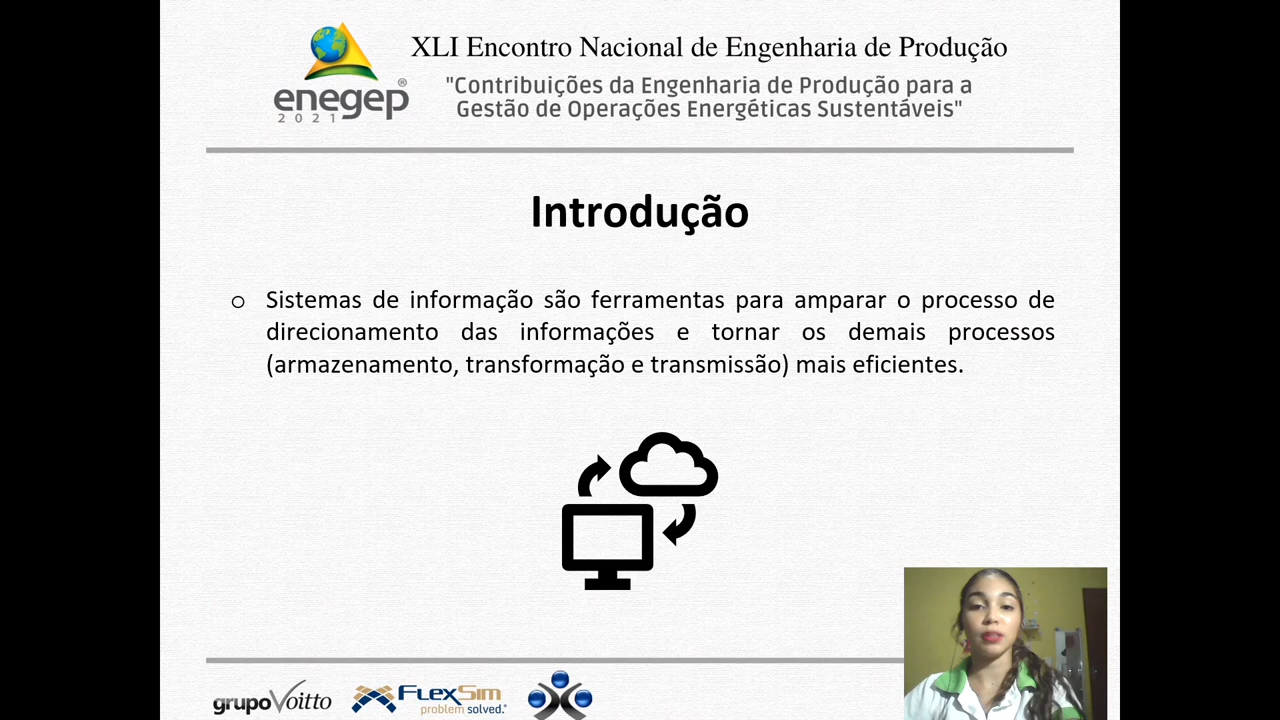 XLI Encontro Nacional de Engenharia de Produção
"Contribuições da Engenharia de Produção para a
Gestão de Operações Energéticas Sustentáveis"
enegep®
2021
Introdução
o Sistemas de informação são ferramentas para amparar o processo de
direcionamento das informações e tornar os demais processos
(armazenamento, transformação e transmissão) mais eficientes.
grupoVoitto
FlexSim
problem solved.®